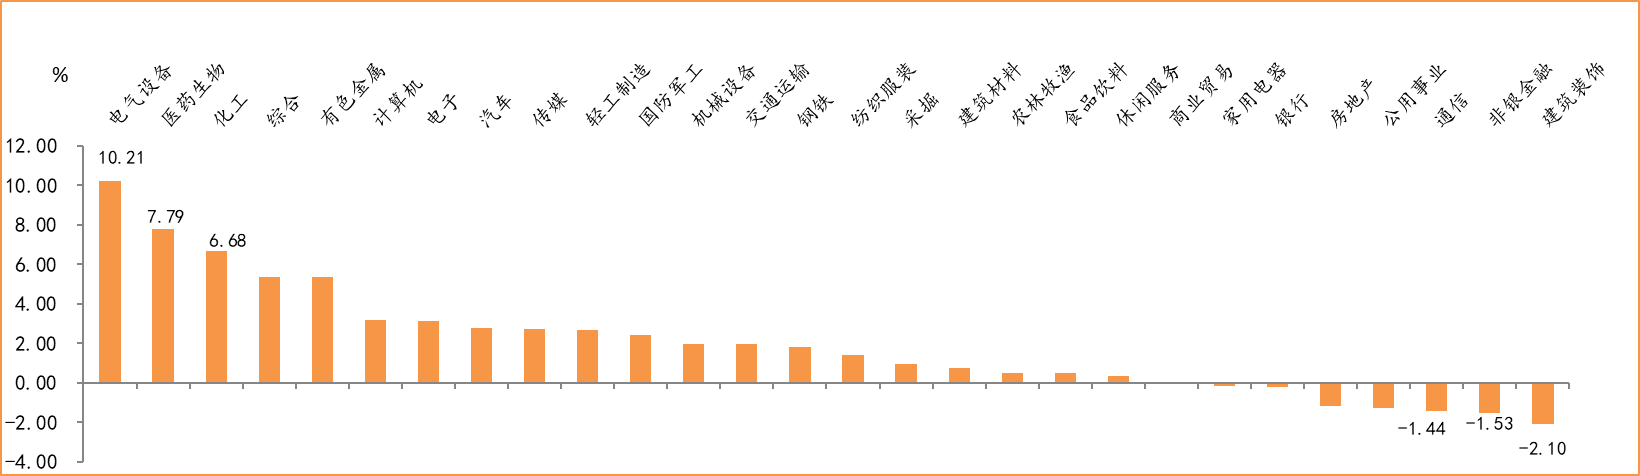 %
电气设备
医药生物
化工
综合
有色金属
计算机
电子
汽车
传媒
轻工制造
国防军工
机械设备
交通运输
钢铁
纺织服装
采掘
建筑材料
农林牧渔
食品饮料
休闲服务
商业贸易
家用电器
银行
房地产
公用事业
通信
非银金融
建筑装饰
12.00
10.00
8.00
6.00
4.00
2.00
0.00
-2.00
-4.00
10.21
7.79
6.68
-1.44
-1.53
-2.10